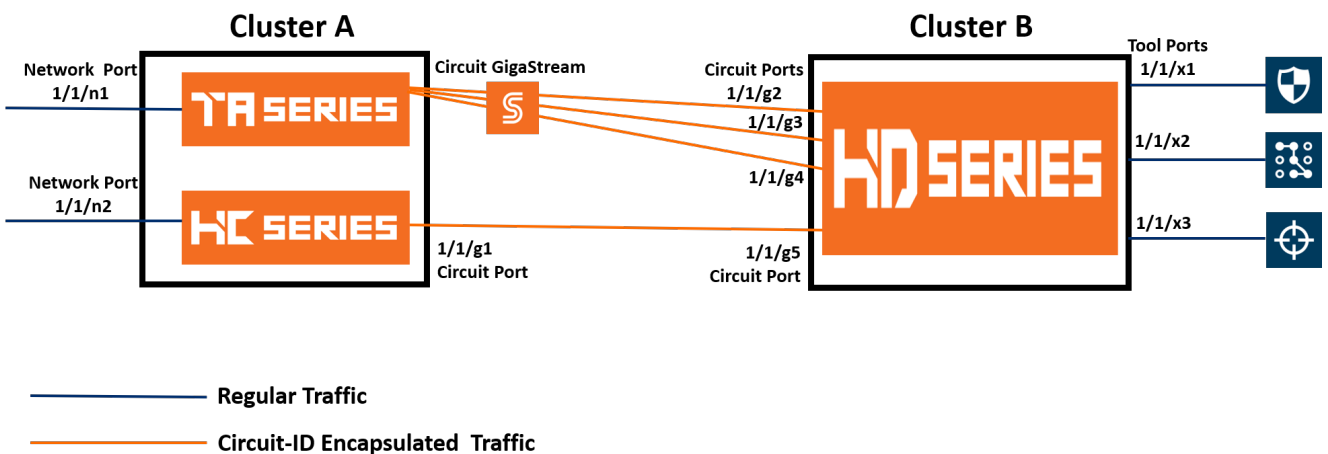 Cluster A
Cluster B
Network Port
1/1/n1
TA SERIES
Circuit GigaStream
S
Circuit Ports
1/1/g2
1/1/g3
1/1/g4
HD SERIES
Tool Ports
1/1/x1
1/1/x2
1/1/x3
Network Port
1/1/n2
HC SERIES
1/1/g1
Circuit Port
1/1/g5
Circuit Port
Regular Traffic
Circuit-ID Encapsulated Traffic